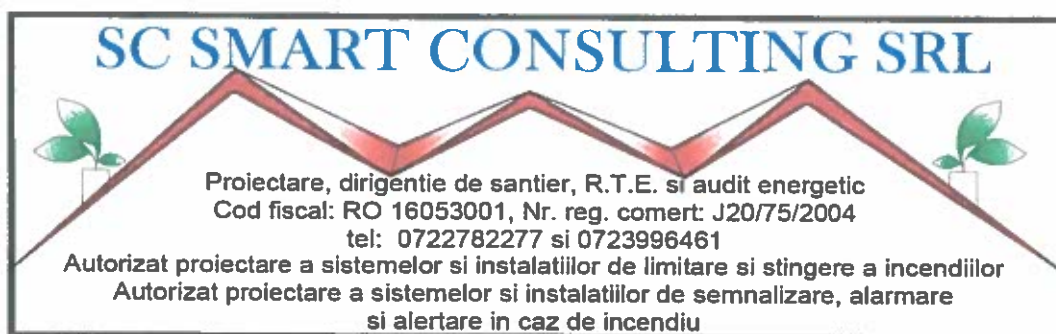 SC SMART CONSULTING SRL
Proiectare, dirigentie de santier, R.T.E. si audit energetic
Cod fiscal: RO 16053001, Nr. reg. comert: J20/75/2004
tel: 0722782277 si 0723996461
Autorizat proiectare a sistemelor si instalatiilor de limitare si stingere a incendiilor
Autorizat proiectare a sistemelor si instalatiilor de semnalizare, alarmare
si alertare in caz de incendiu